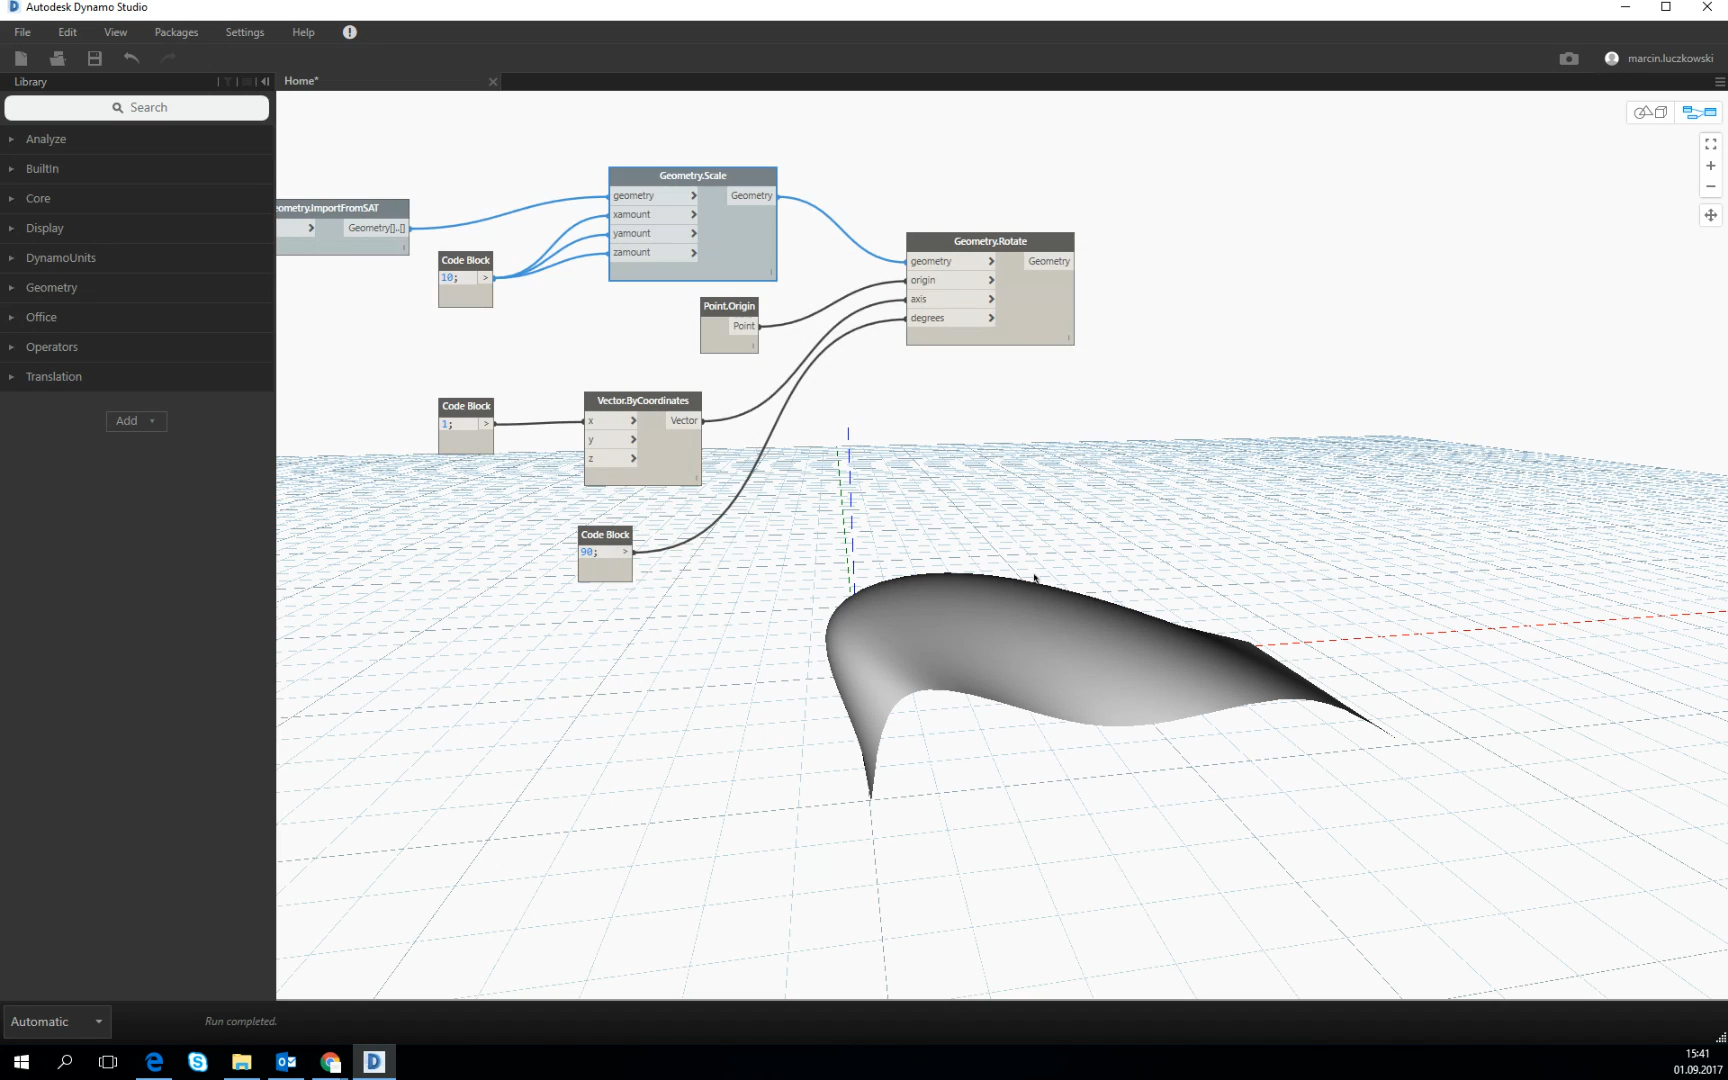 Autodesk Dynamo Studio
File Edit View Packages Settings Help
marcin.luczkowski
Library
Home*
Search
Analyze
BuiltIn
Core
Display
DynamoUnits
Geometry
Office
Operators
Translation
Add
ometry.ImportFromSAT
> Geometry[]..[]
Code Block
10; >
Geometry.Scale
geometry > Geometry
xamount >
yamount >
zamount >
Point.Origin
Point
Geometry.Rotate
geometry > Geometry
origin >
axis >
degrees >
Code Block
1; >
Vector.ByCoordinates
x > Vector
y >
z >
Code Block
90; >
Automatic
Run completed.
15:41
01.09.2017